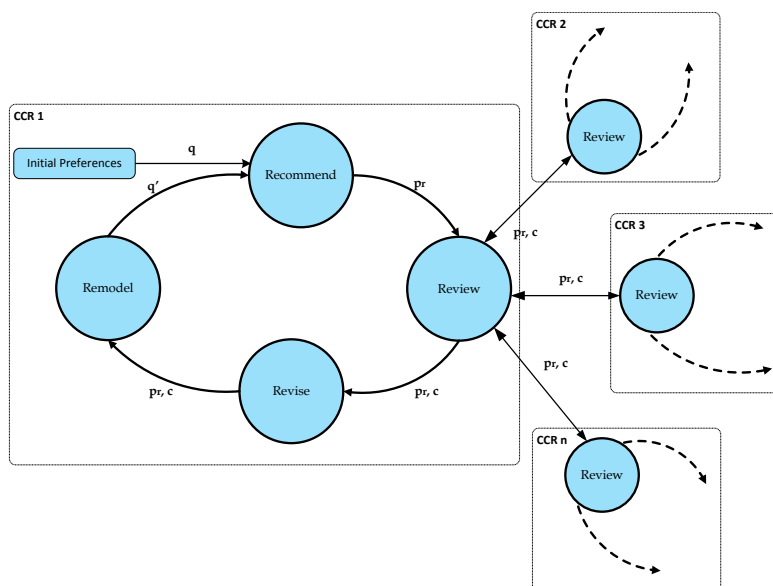 CCR 2
Review
CCR 1
q
Initial Preferences
Recommend
q'
pr
pr, c
CCR 3
Remodel
Review
pr, c
Review
Revise
pr, c
pr, c
pr, c
CCR n
Review